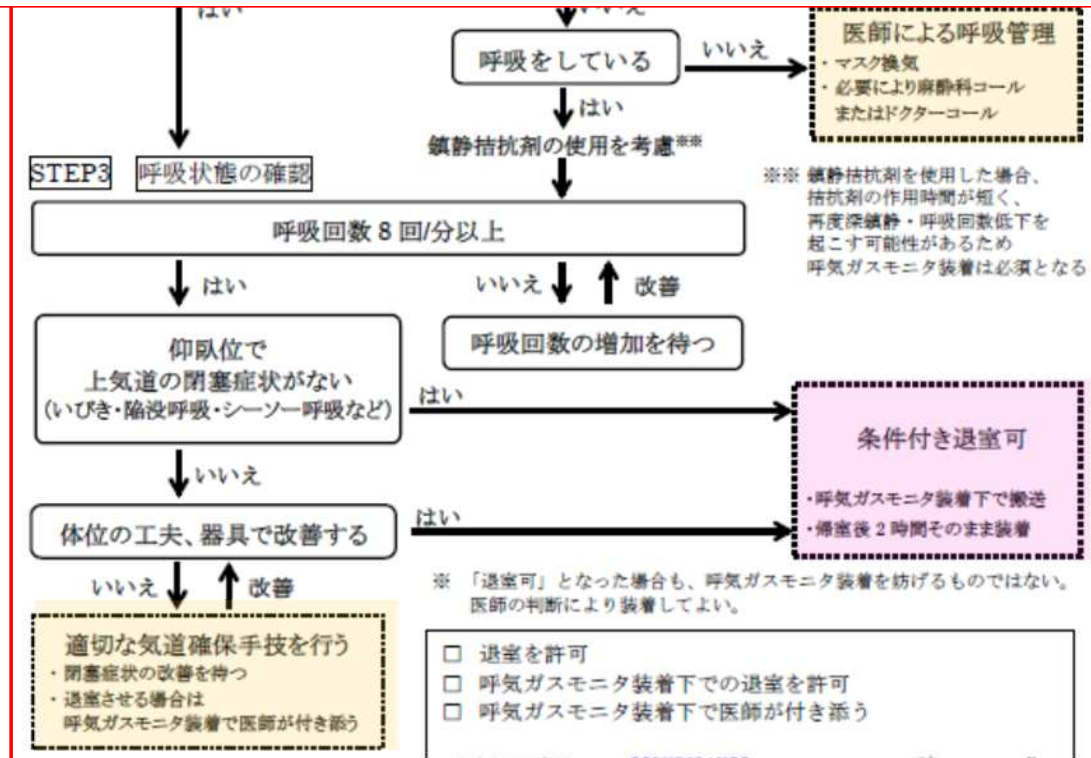 はい
いいえ
呼吸をしている
いいえ
医師による呼吸管理
・マスク換気
・必要により麻酔科コール
またはドクターコール
はい
鎮静拮抗剤の使用を考慮※※
STEP3 呼吸状態の確認
※※ 鎮静拮抗剤を使用した場合、
拮抗剤の作用時間が短く、
再度深鎮静・呼吸回数低下を
起こす可能性があるため
呼気ガスモニタ装着は必須となる
呼吸回数 8 回/分以上
はい
いいえ
改善
呼吸回数の増加を待つ
仰臥位で
上気道の閉塞症状がない
(いびき・陥没呼吸・シーソー呼吸など)
はい
条件付き退室可
・呼気ガスモニタ装着下で搬送
・帰室後 2 時間そのまま装着
いいえ
体位の工夫、器具で改善する
はい
いいえ
改善
※ 「退室可」となった場合も、呼気ガスモニタ装着を妨げるものではない。
医師の判断により装着してよい。
適切な気道確保手技を行う
・閉塞症状の改善を待つ
・退室させる場合は
呼気ガスモニタ装着で医師が付き添う
□ 退室を許可
□ 呼気ガスモニタ装着下での退室を許可
□ 呼気ガスモニタ装着下で医師が付き添う